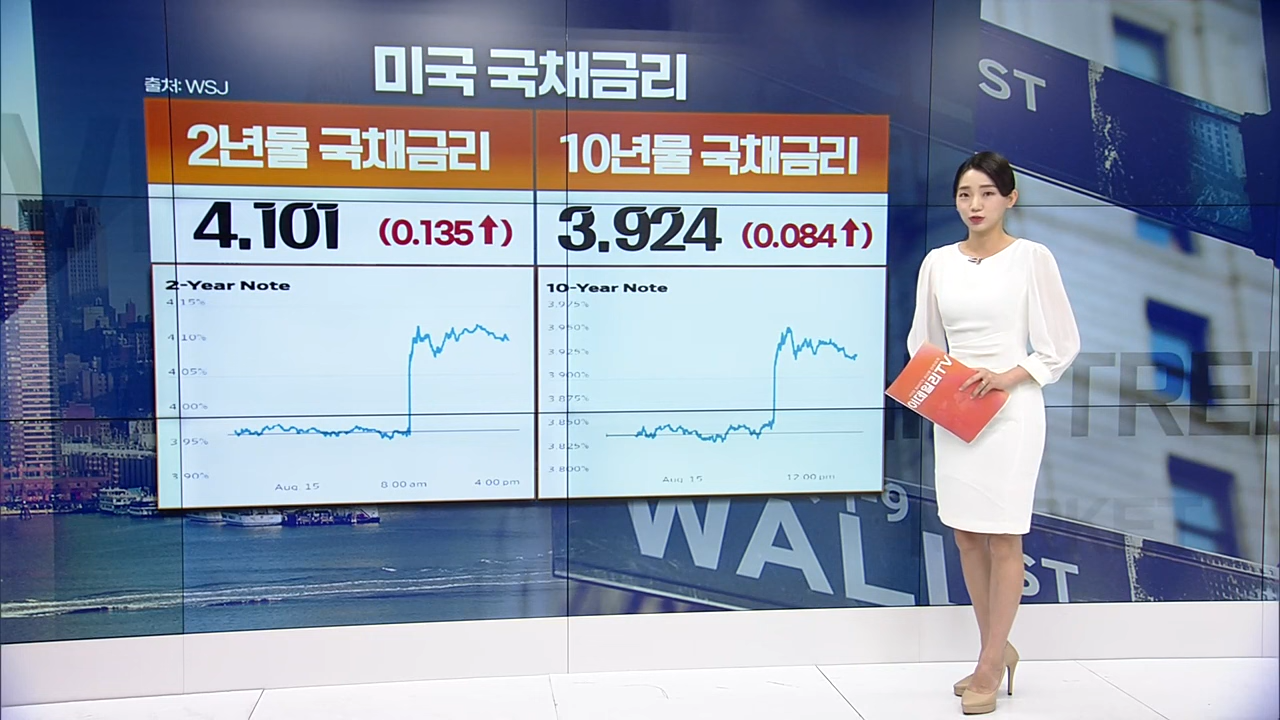 미국 국채금리
출처: WSJ
2년물 국채금리
10년물 국채금리
4.101 (0.135↑)
3.924 (0.084↑)
2-Year Note
4.15%
4.10%
4.05%
4.00%
3.95%
3.90%
Aug. 15 8:00 am 4:00 pm
10-Year Note
3.975%
3.950%
3.925%
3.900%
3.875%
3.850%
3.825%
3.800%
Aug. 15 12:00 pm
ST
이데일리TV
WALL ST